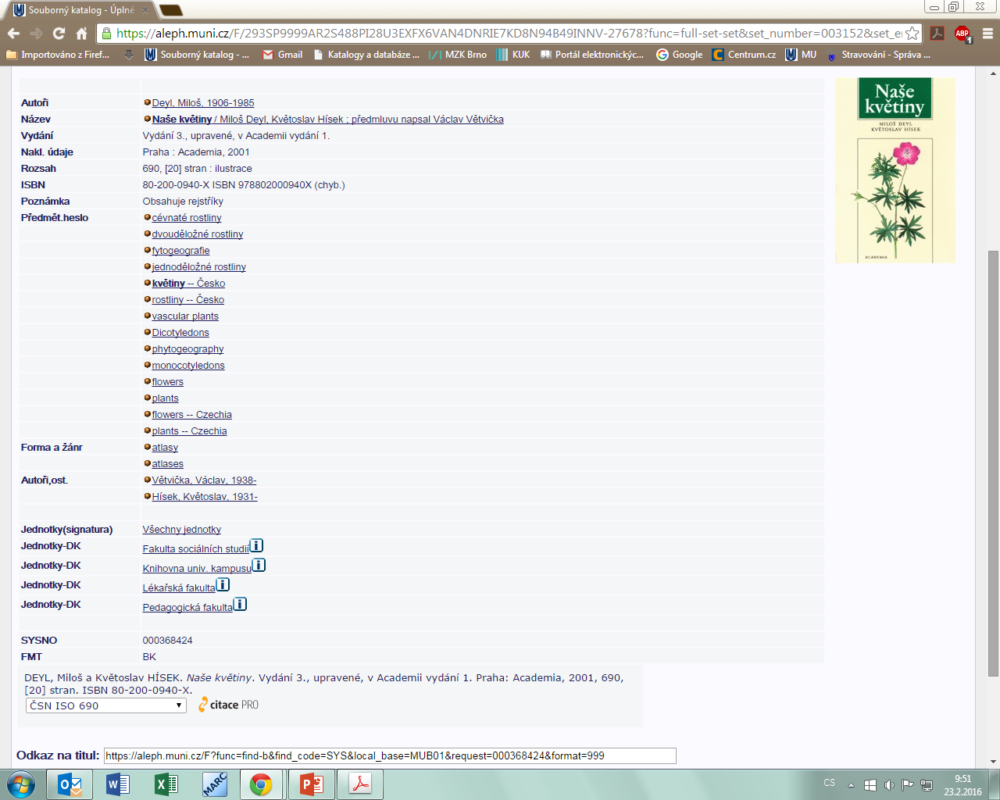 Souborný katalog - Úplné
https://aleph.muni.cz/F/293SP9999AR2S488PI28U3EXFX6VAN4DNRIE7KD8N94B49INNV-27678?func=full-set-set&set_number=003152&set_e
ABP
1
Importováno z Firef...
Souborný katalog - ...
Gmail
Katalogy a databáze ...
MZK Brno
KUK
Portál elektronickýc...
Google
Centrum.cz
MU
Stravování - Správa ...
Autoři Deyl, Miloš, 1906-1985
Název Naše květiny / Miloš Deyl, Květoslav Hísek ; předmluvu napsal Václav Větvička
Vydání Vydání 3., upravené, v Academii vydání 1.
Nakl. údaje Praha : Academia, 2001
Rozsah 690, [20] stran : ilustrace
ISBN 80-200-0940-X ISBN 978802000940X (chyb.)
Poznámka Obsahuje rejstříky
Předmět.heslo cévnaté rostliny
dvouděložné rostliny
fytogeografie
jednoděložné rostliny
květiny -- Česko
rostliny -- Česko
vascular plants
Dicotyledons
phytogeography
monocotyledons
flowers
plants
flowers -- Czechia
plants -- Czechia
Forma a žánr atlasy
atlases
Autoři,ost. Větvička, Václav, 1938-
Hísek, Květoslav, 1931-
Jednotky(signatura) Všechny jednotky
Jednotky-DK Fakulta sociálních studií
Jednotky-DK Knihovna univ. kampusu
Jednotky-DK Lékařská fakulta
Jednotky-DK Pedagogická fakulta
SYSNO 000368424
FMT BK
Naše
květiny
MILOŠ DEYL
KVĚTOSLAV HÍSEK
ACADEMIA
DEYL, Miloš a Květoslav HÍSEK. Naše květiny. Vydání 3., upravené, v Academii vydání 1. Praha: Academia, 2001, 690,
[20] stran. ISBN 80-200-0940-X.
ČSN ISO 690
citace PRO
Odkaz na titul: https://aleph.muni.cz/F?func=find-b&find_code=SYS&local_base=MUB01&request=000368424&format=999
MARC
CS
9:51
23.2.2016